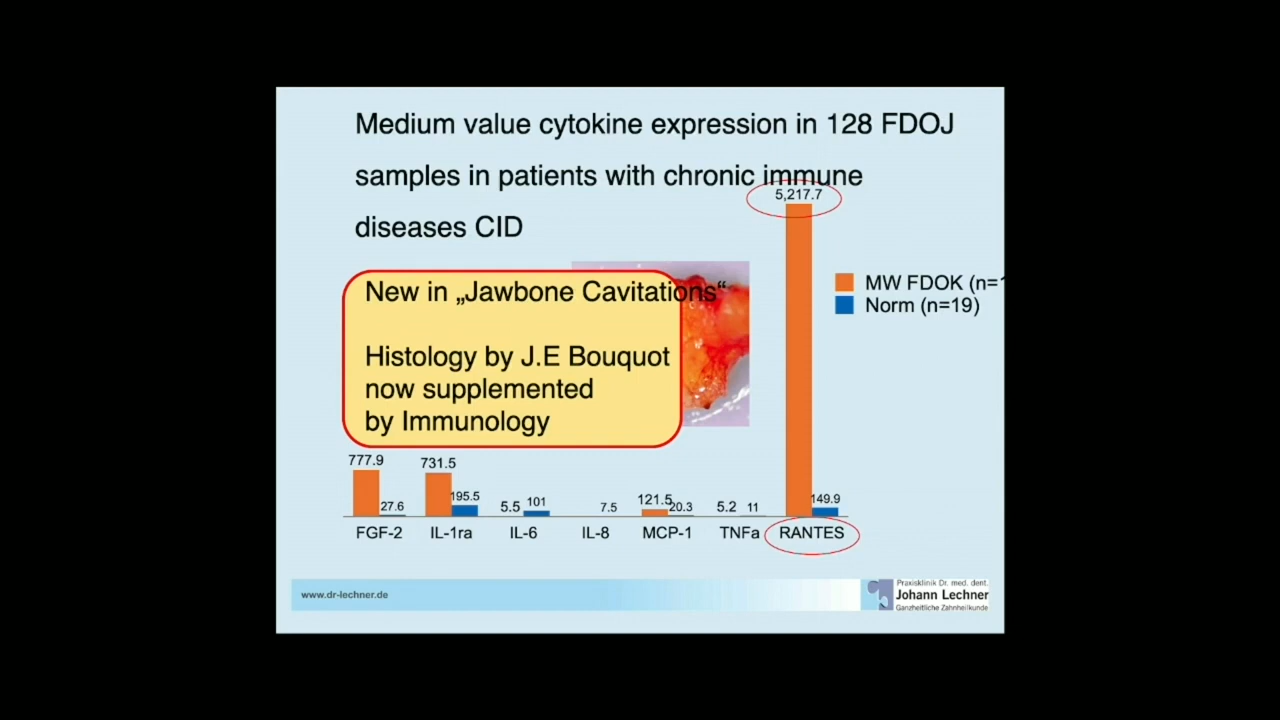 Medium value cytokine expression in 128 FDOJ
samples in patients with chronic immune
diseases CID
5,217.7
MW FDOK (n=1
Norm (n=19)
New in „Jawbone Cavitations“
Histology by J.E Bouquot
now supplemented
by Immunology
777.9
27.6
731.5
195.5
5.5
101
7.5
121.5
20.3
5.2
11
149.9
FGF-2
IL-1ra
IL-6
IL-8
MCP-1
TNFa
RANTES
www.dr-lechner.de
Praxisklinik Dr. med. dent.
Johann Lechner
Ganzheitliche Zahnheilkunde